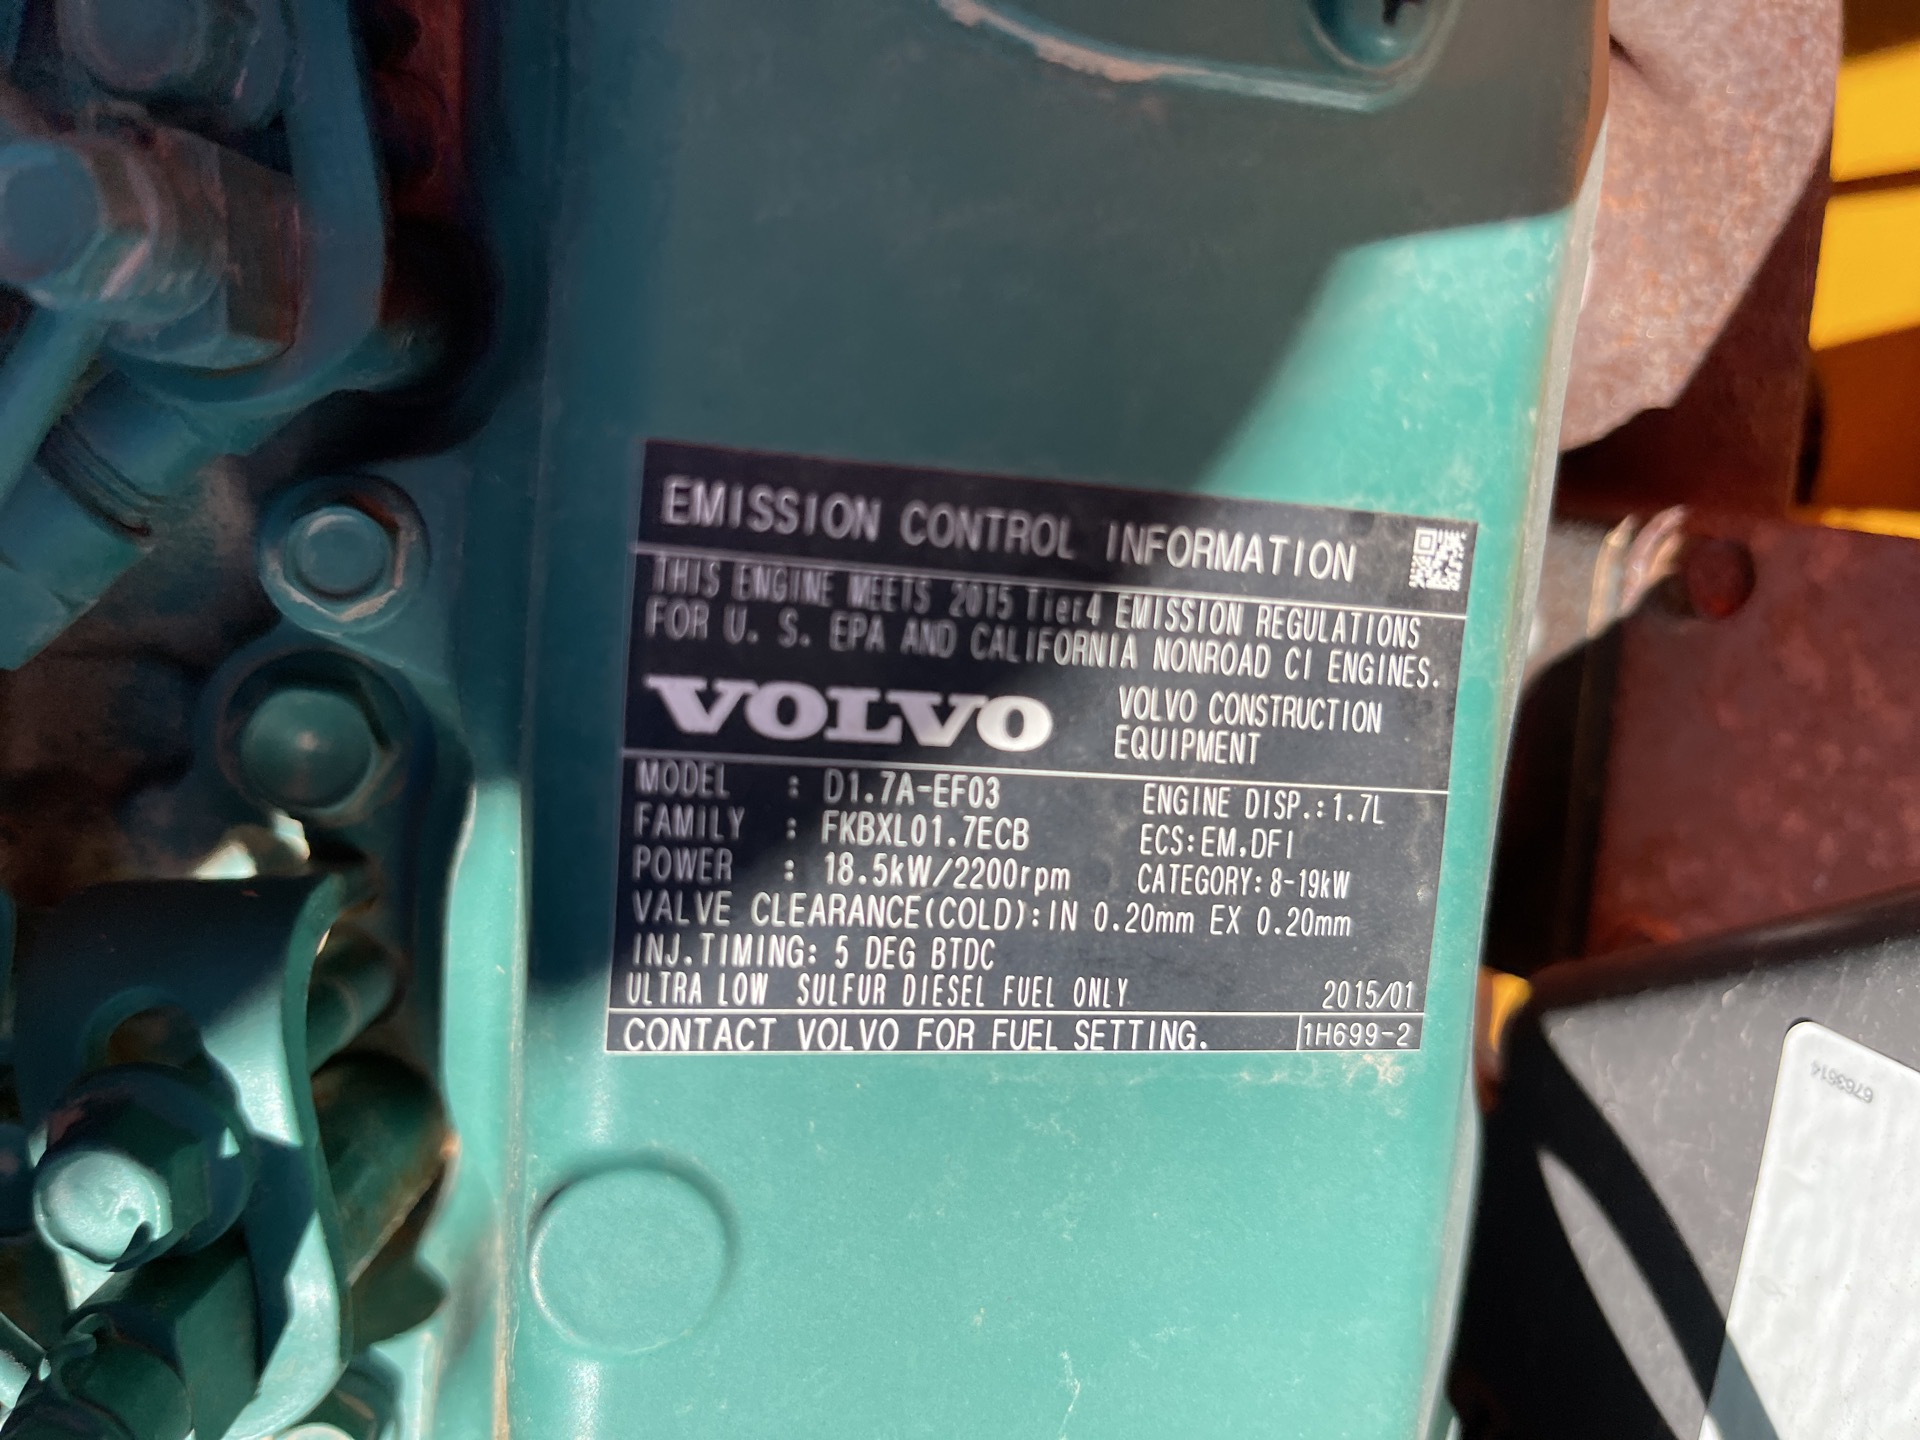 EMISSION CONTROL INFORMATION
THIS ENGINE MEETS 2015 Tier4 EMISSION REGULATIONS
FOR U. S. EPA AND CALIFORNIA NONROAD CI ENGINES.
VOLVO
VOLVO CONSTRUCTION
EQUIPMENT
MODEL : D1.7A-EF03 ENGINE DISP.:1.7L
FAMILY : FKBXL01.7ECB ECS:EM,DFI
POWER : 18.5kW/2200rpm CATEGORY:8-19kW
VALVE CLEARANCE(COLD):IN 0.20mm EX 0.20mm
INJ.TIMING: 5 DEG BTDC
ULTRA LOW SULFUR DIESEL FUEL ONLY 2015/01
CONTACT VOLVO FOR FUEL SETTING. 1H699-2
6763514